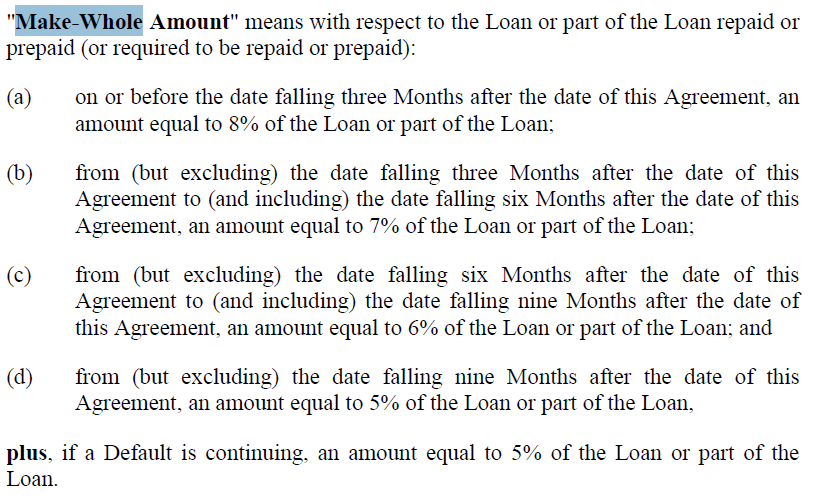 "Make-Whole Amount" means with respect to the Loan or part of the Loan repaid or
prepaid (or required to be repaid or prepaid):
(a) on or before the date falling three Months after the date of this Agreement, an
amount equal to 8% of the Loan or part of the Loan;
(b) from (but excluding) the date falling three Months after the date of this
Agreement to (and including) the date falling six Months after the date of this
Agreement, an amount equal to 7% of the Loan or part of the Loan;
(c) from (but excluding) the date falling six Months after the date of this
Agreement to (and including) the date falling nine Months after the date of
this Agreement, an amount equal to 6% of the Loan or part of the Loan; and
(d) from (but excluding) the date falling nine Months after the date of this
Agreement, an amount equal to 5% of the Loan or part of the Loan,
plus, if a Default is continuing, an amount equal to 5% of the Loan or part of the
Loan.